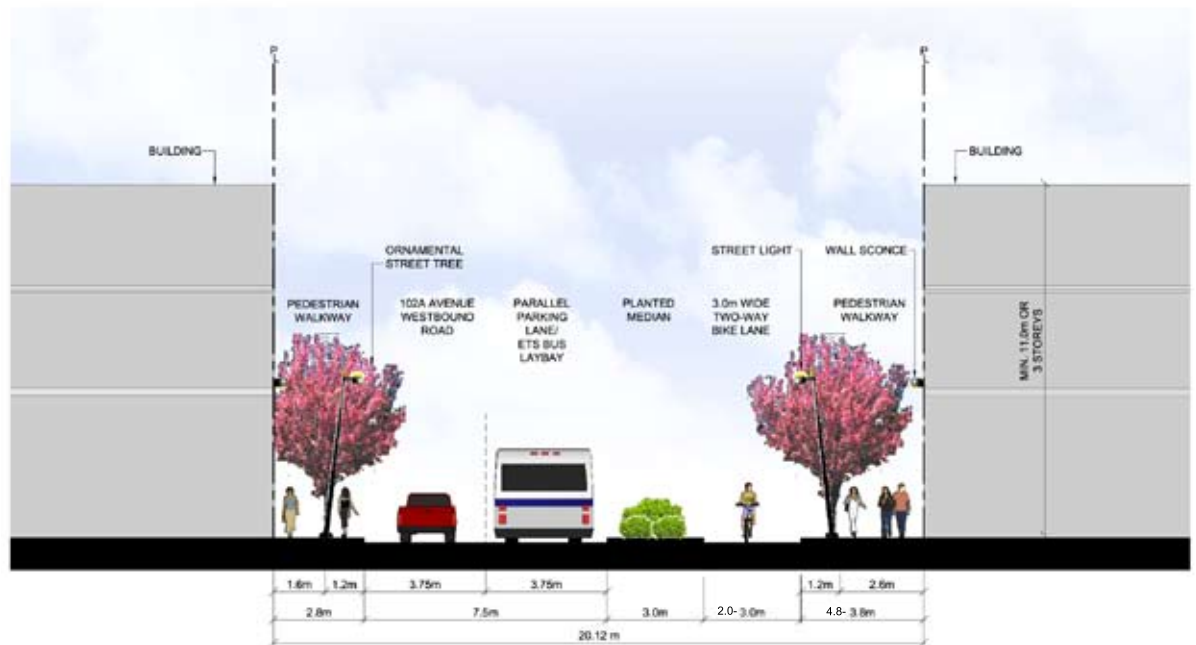 P
L
P
L
BUILDING
BUILDING
ORNAMENTAL
STREET TREE
STREET LIGHT
WALL SCONCE
PEDESTRIAN
WALKWAY
102A AVENUE
WESTBOUND
ROAD
PARALLEL
PARKING
LANE/
ETS BUS
LAYBAY
PLANTED
MEDIAN
3.0m WIDE
TWO-WAY
BIKE LANE
PEDESTRIAN
WALKWAY
MIN. 11.0m OR
3 STOREYS
1.6m
1.2m
3.75m
3.75m
1.2m
2.6m
2.8m
7.5m
3.0m
2.0- 3.0m
4.8- 3.8m
20.12 m